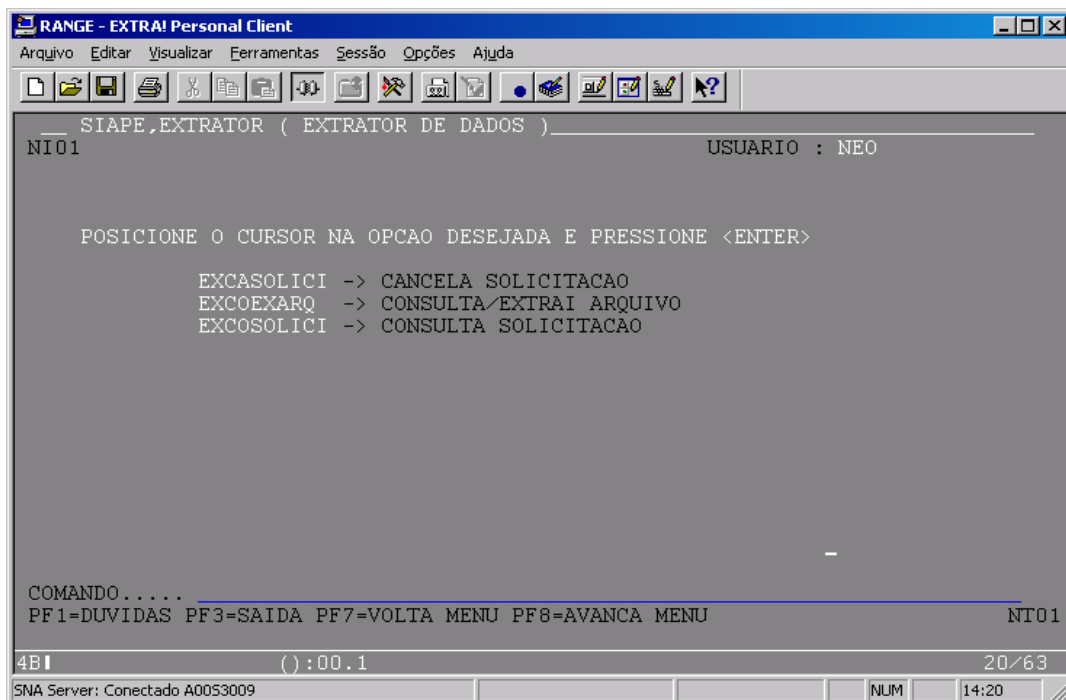 RANGE - EXTRA! Personal Client
Arquivo Editar Visualizar Ferramentas Sessão Opções Ajuda
__ SIAPE,EXTRATOR ( EXTRATOR DE DADOS )__________________________________________
NI01 USUARIO : NEO
POSICIONE O CURSOR NA OPCAO DESEJADA E PRESSIONE <ENTER>
EXCASOLICI -> CANCELA SOLICITACAO
EXCOEXARQ -> CONSULTA/EXTRAI ARQUIVO
EXCOSOLICI -> CONSULTA SOLICITACAO
COMANDO.....
PF1=DUVIDAS PF3=SAIDA PF7=VOLTA MENU PF8=AVANCA MENU NT01
4B ():00.1 20/63
SNA Server: Conectado A00S3009 NUM 14:20